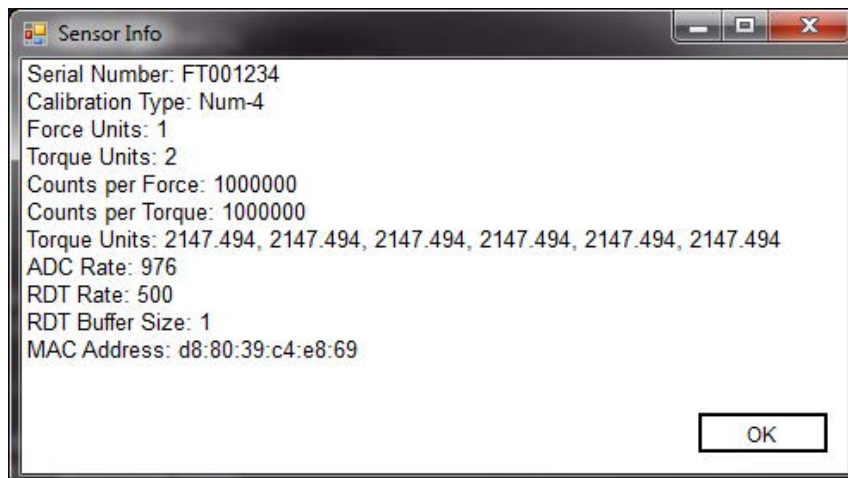 Sensor Info
Serial Number: FT001234
Calibration Type: Num-4
Force Units: 1
Torque Units: 2
Counts per Force: 1000000
Counts per Torque: 1000000
Torque Units: 2147.494, 2147.494, 2147.494, 2147.494, 2147.494, 2147.494
ADC Rate: 976
RDT Rate: 500
RDT Buffer Size: 1
MAC Address: d8:80:39:c4:e8:69
OK